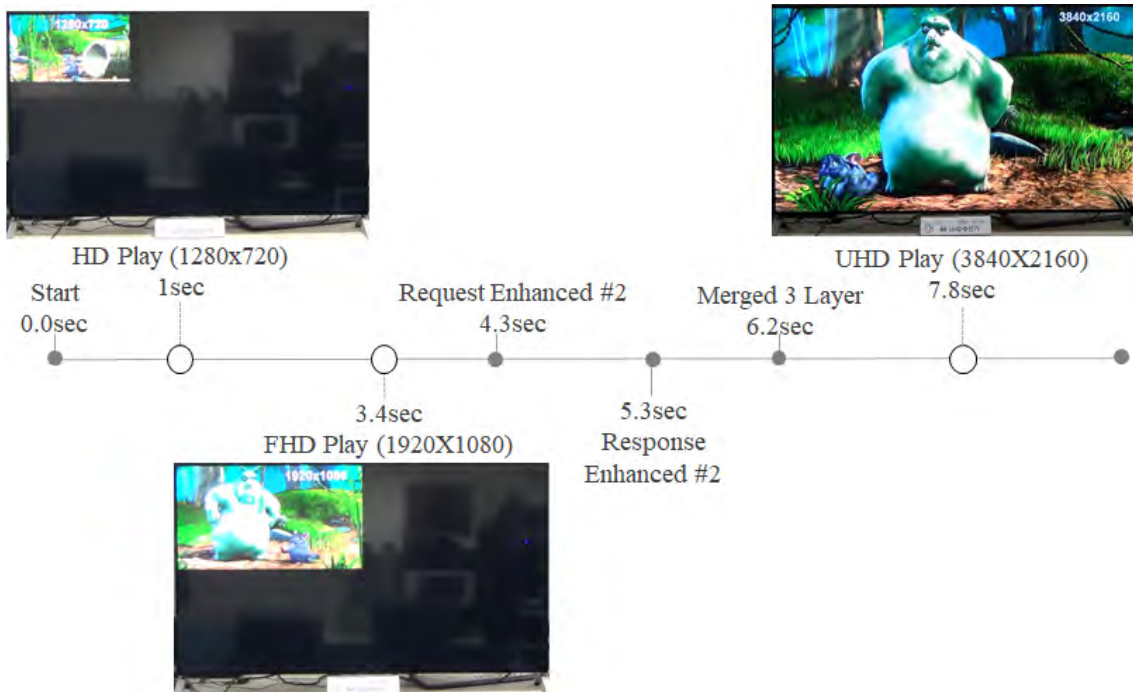 1280x720
3840x2160
HD Play (1280x720)
1sec
UHD Play (3840X2160)
7.8sec
Start
0.0sec
Request Enhanced #2
4.3sec
Merged 3 Layer
6.2sec
3.4sec
FHD Play (1920X1080)
5.3sec
Response
Enhanced #2
1920x1080